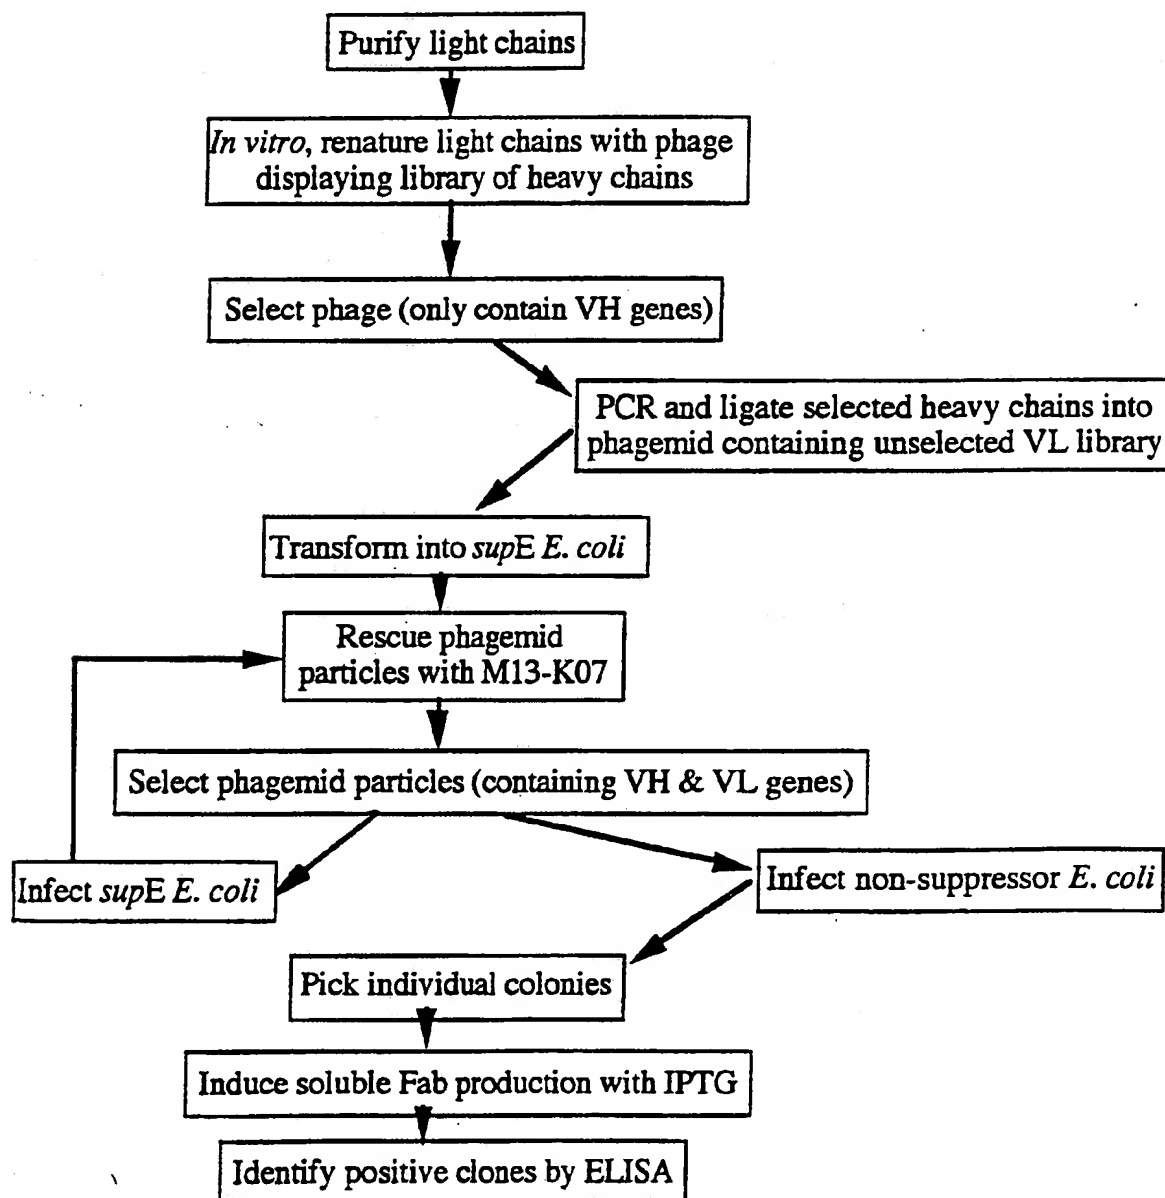 Purify light chains
In vitro, renature light chains with phage
displaying library of heavy chains
Select phage (only contain VH genes)
PCR and ligate selected heavy chains into
phagemid containing unselected VL library
Transform into supE E. coli
Rescue phagemid
particles with M13-K07
Select phagemid particles (containing VH & VL genes)
Infect supE E. coli
Infect non-suppressor E. coli
Pick individual colonies
Induce soluble Fab production with IPTG
Identify positive clones by ELISA